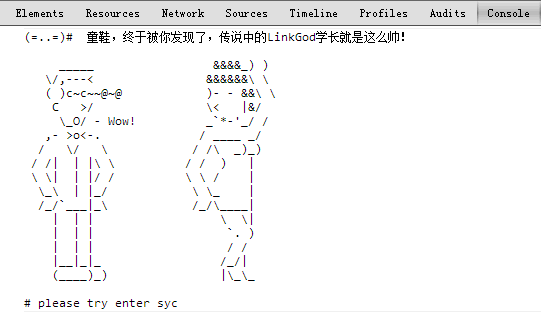 Elements Resources Network Sources Timeline Profiles Audits Console
(=..=)# 童鞋，终于被你发现了，传说中的LinkGod学长就是这么帅！
Wow!
# please try enter syc